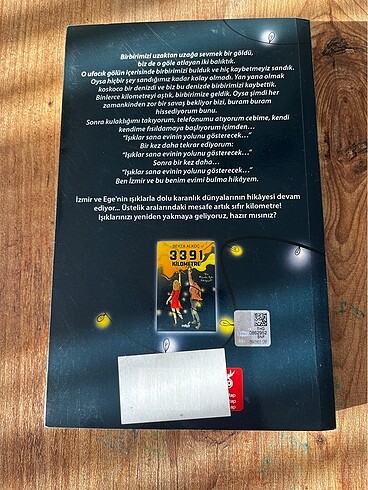 Birbirimizi uzaktan uzağa sevmek bir göldü,
biz de o göle atlayan iki balıktık.
O ufacık gölün içerisinde birbirimizi bulduk ve hiç kaybetmeyiz sandık.
Oysa hiçbir şey sandığımız kadar kolay olmadı. Yan yana olmak
koskoca bir denizdi ve biz bu denizde birbirimizi kaybettik.
Binlerce kilometreyi aştık, birbirimize geldik. Oysa şimdi her
zamankinden zor bir savaş bekliyor bizi, buram buram
hissediyorum bunu.
Sonra kulaklığımı takıyorum, telefonumu atıyorum cebime, kendi
kendime fısıldamaya başlıyorum içimden...
“Işıklar sana evinin yolunu gösterecek...”
Bir kez daha tekrar ediyorum:
“Işıklar sana evinin yolunu gösterecek...”
Sonra bir kez daha...
“Işıklar sana evinin yolunu gösterecek...”
Ben İzmir ve bu benim evimi bulma hikâyem.
İzmir ve Ege'nin ışıklarla dolu karanlık dünyalarının hikâyesi devam
ediyor... Üstelik aralarındaki mesafe artık sıfır kilometre!
Işıklarınızı yeniden yakmaya geliyoruz, hazır mısınız?
BEYZA ALKOÇ
3391
KİLOMETRE